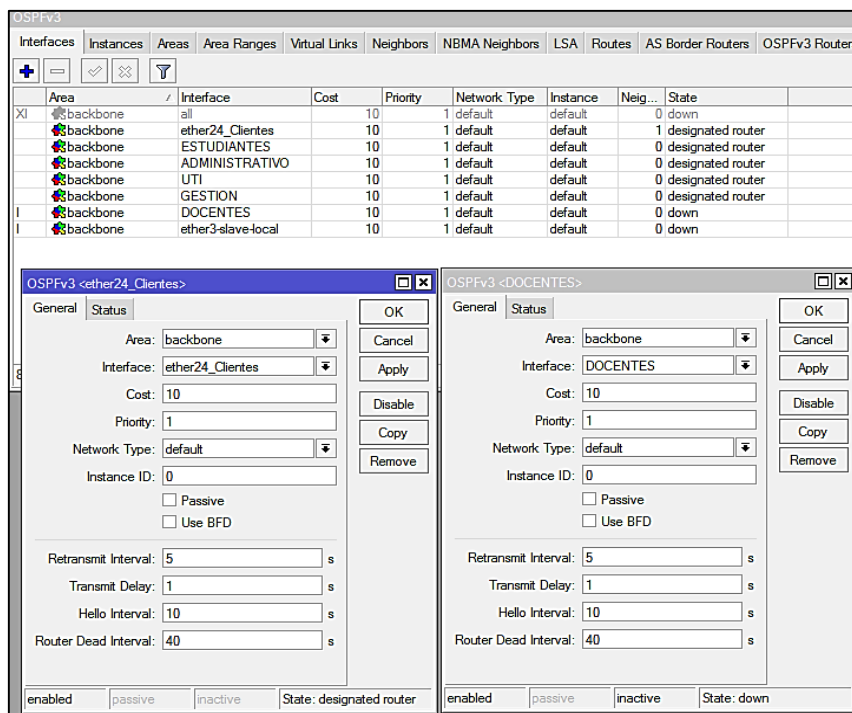 OSPFv3
Interfaces Instances Areas Area Ranges Virtual Links Neighbors NBMA Neighbors LSA Routes AS Border Routers OSPFv3 Router
Area / Interface Cost Priority Network Type Instance Neig... State
XI backbone all 10 1 default default 0 down
backbone ether24_Clientes 10 1 default default 1 designated router
backbone ESTUDIANTES 10 1 default default 0 designated router
backbone ADMINISTRATIVO 10 1 default default 0 designated router
backbone UTI 10 1 default default 0 designated router
backbone GESTION 10 1 default default 0 designated router
I backbone DOCENTES 10 1 default default 0 down
I backbone ether3-slave-local 10 1 default default 0 down
8
OSPFv3 <ether24_Clientes>
General Status
Area: backbone
Interface: ether24_Clientes
Cost: 10
Priority: 1
Network Type: default
Instance ID: 0
Passive
Use BFD
Retransmit Interval: 5 s
Transmit Delay: 1 s
Hello Interval: 10 s
Router Dead Interval: 40 s
OK
Cancel
Apply
Disable
Copy
Remove
enabled passive inactive State: designated router
OSPFv3 <DOCENTES>
General Status
Area: backbone
Interface: DOCENTES
Cost: 10
Priority: 1
Network Type: default
Instance ID: 0
Passive
Use BFD
Retransmit Interval: 5 s
Transmit Delay: 1 s
Hello Interval: 10 s
Router Dead Interval: 40 s
OK
Cancel
Apply
Disable
Copy
Remove
enabled passive inactive State: down